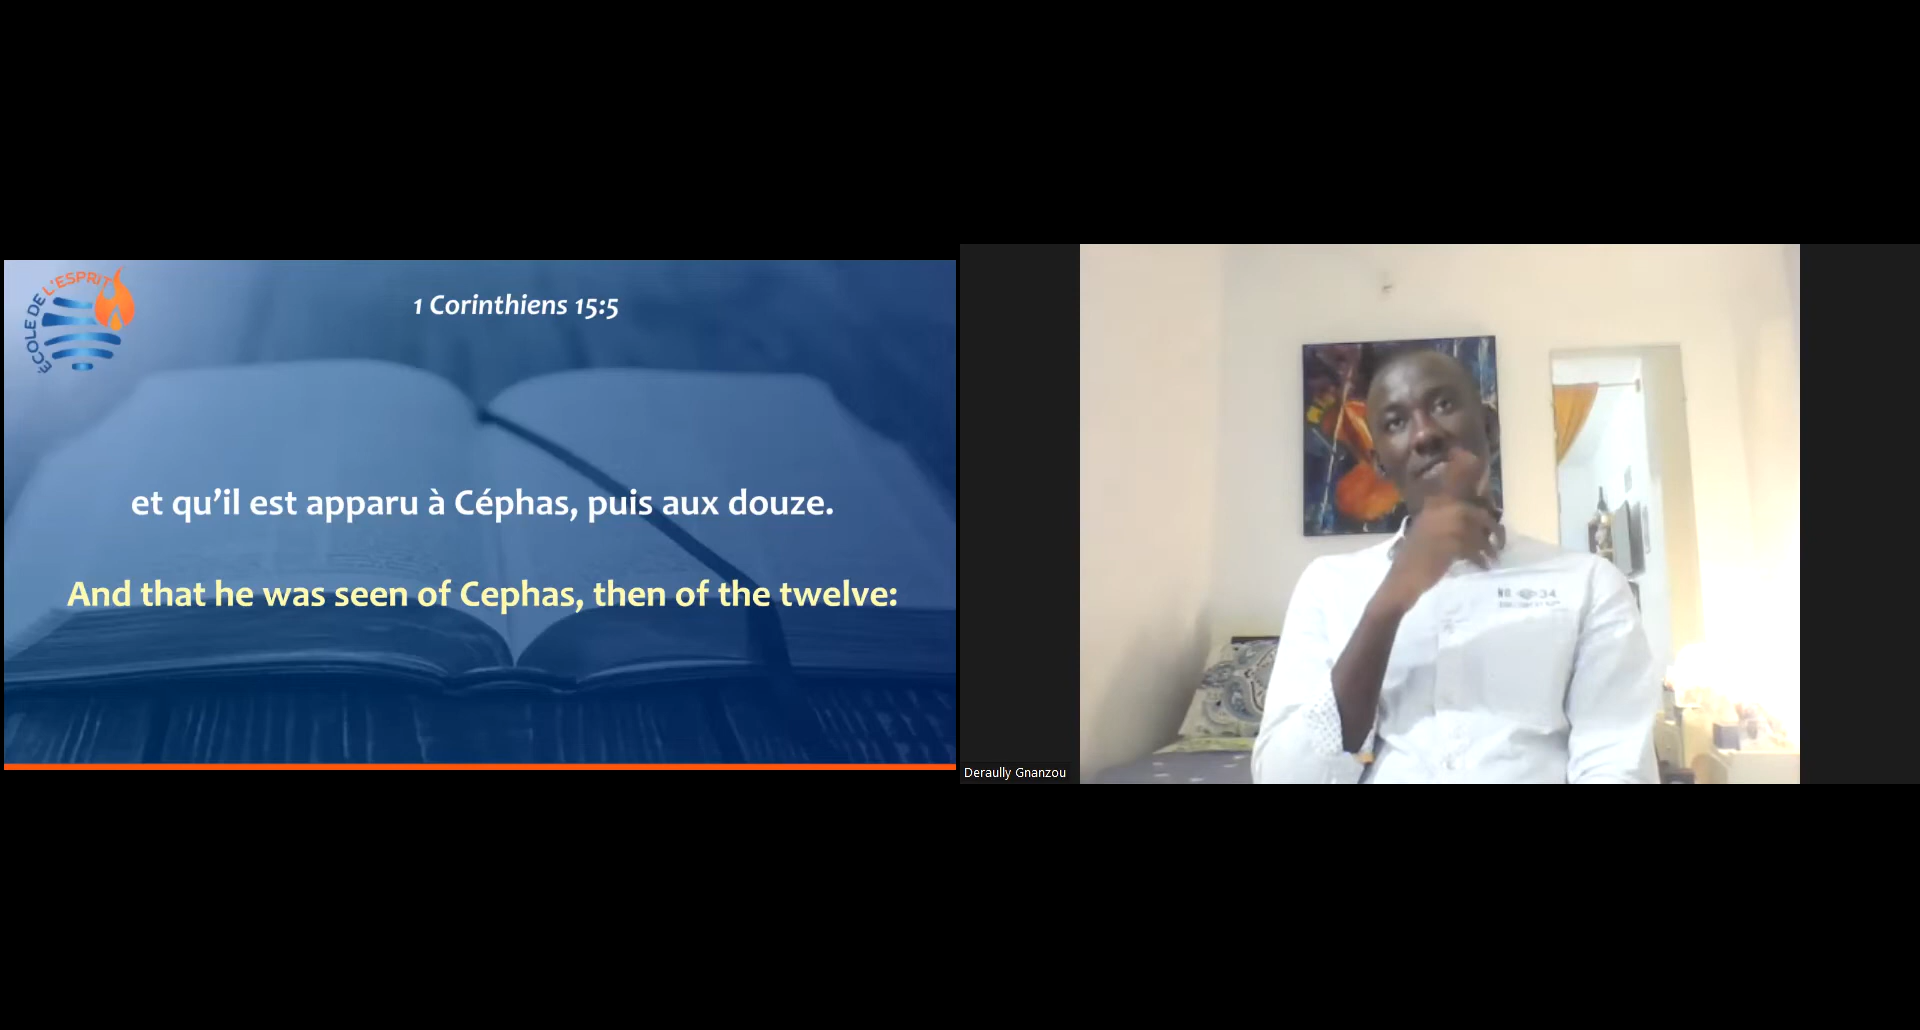 ÉCOLE DE L'ESPRIT
1 Corinthiens 15:5
et qu’il est apparu à Céphas, puis aux douze.
And that he was seen of Cephas, then of the twelve:
Deraully Gnanzou
34